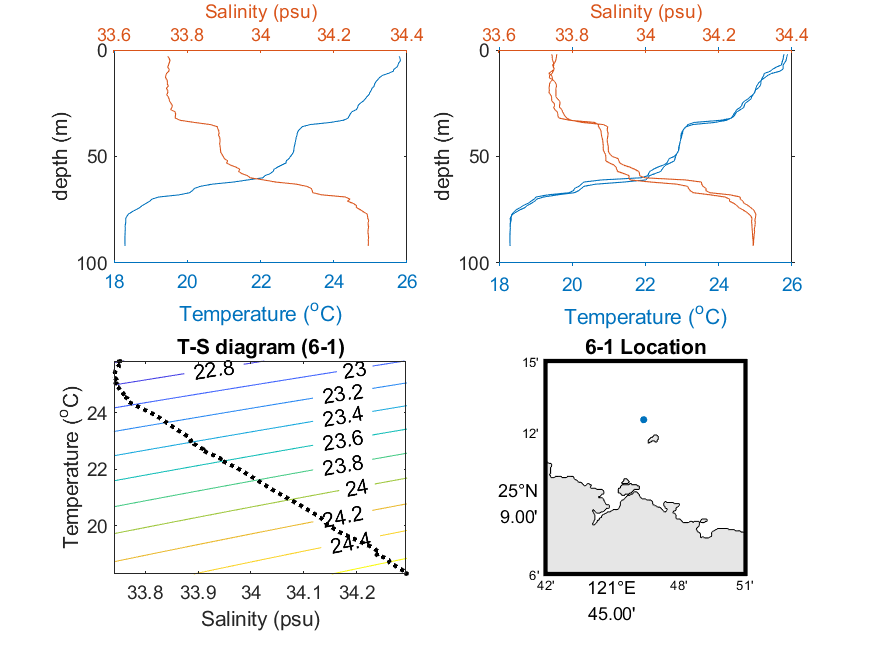 Salinity (psu)
33.6 33.8 34 34.2 34.4
0
50
100
depth (m)
18 20 22 24 26
Temperature (°C)
Salinity (psu)
33.6 33.8 34 34.2 34.4
0
50
100
depth (m)
18 20 22 24 26
Temperature (°C)
T-S diagram (6-1)
22.8
23
23.2
23.4
23.6
23.8
24
24.2
24.4
24
22
20
Temperature (°C)
33.8 33.9 34 34.1 34.2
Salinity (psu)
6-1 Location
15'
12'
25°N
9.00'
6'
42' 121°E 48' 51'
45.00'